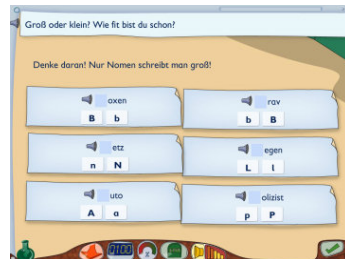 Groß oder klein? Wie fit bist du schon?
Denke daran! Nur Nomen schreibt man groß!
oxen
B b
rav
b B
etz
n N
egen
L l
uto
A a
olizist
p P